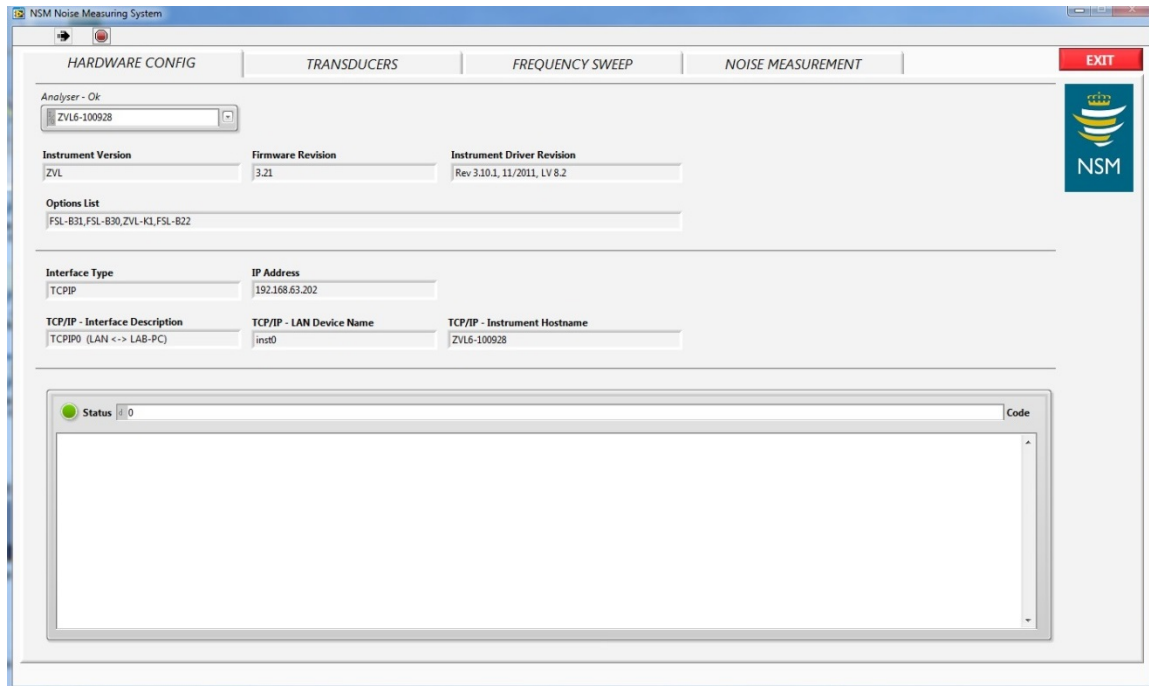 NSM Noise Measuring System
HARDWARE CONFIG TRANSDUCERS FREQUENCY SWEEP NOISE MEASUREMENT EXIT
Analyser - Ok
ZVL6-100928
NSM
Instrument Version Firmware Revision Instrument Driver Revision
ZVL 3.21 Rev 3.10.1, 11/2011, LV 8.2
Options List
FSL-B31,FSL-B30,ZVL-K1,FSL-B22
Interface Type IP Address
TCPIP 192.168.63.202
TCP/IP - Interface Description TCP/IP - LAN Device Name TCP/IP - Instrument Hostname
TCPIP0 (LAN <-> LAB-PC) inst0 ZVL6-100928
Status d 0 Code